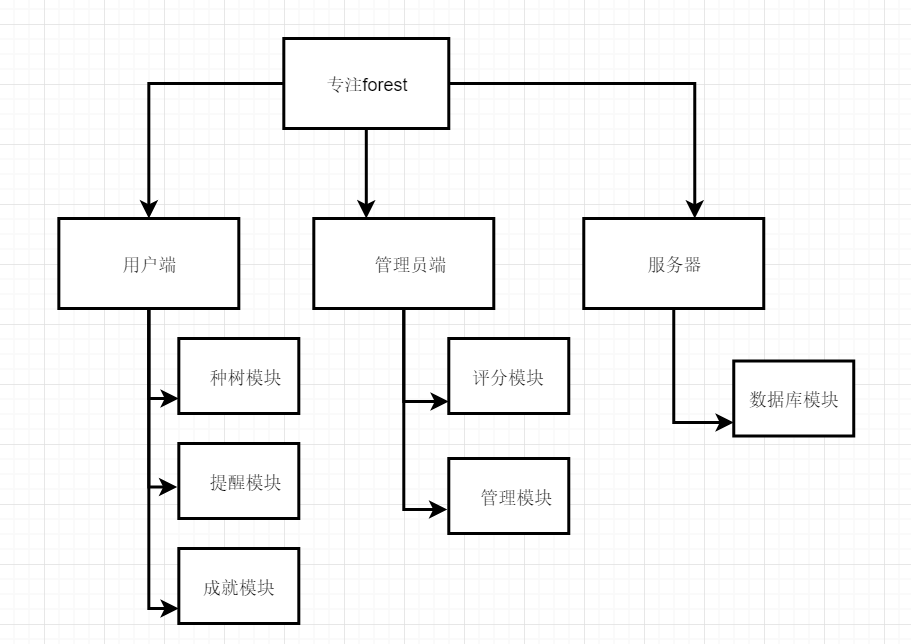 专注forest
用户端
管理员端
服务器
种树模块
评分模块
数据库模块
提醒模块
管理模块
成就模块